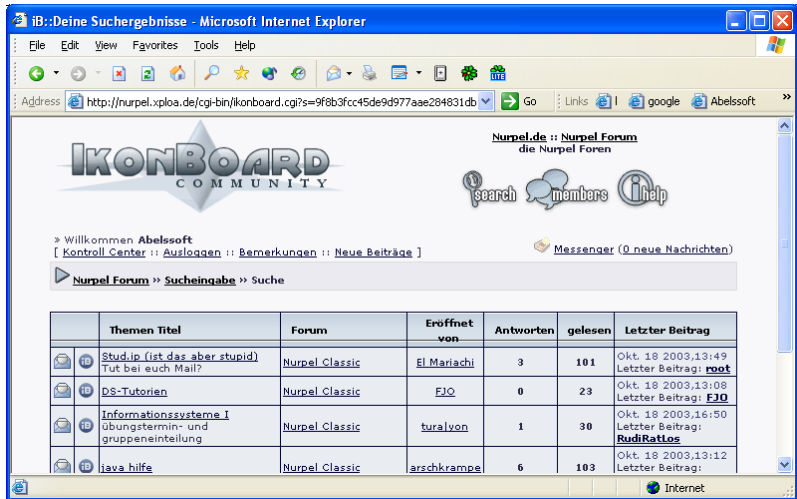 iB::Deine Suchergebnisse - Microsoft Internet Explorer
File Edit View Favorites Tools Help
LITE
Address http://nurpel.xploa.de/cgi-bin/ikonboard.cgi?s=9f8b3fcc45de9d977aae284831db Go Links l google Abelssoft »
IKONBOARD
COMMUNITY
Nurpel.de :: Nurpel Forum
die Nurpel Foren
search members help
» Willkommen Abelssoft
[ Kontroll Center :: Ausloggen :: Bemerkungen :: Neue Beiträge ]
Messenger (0 neue Nachrichten)
Nurpel Forum » Sucheingabe » Suche
Themen Titel Forum Eröffnet von Antworten gelesen Letzter Beitrag
Stud.ip (ist das aber stupid)
Tut bei euch Mail?
Nurpel Classic El Mariachi 3 101
Okt. 18 2003,13:49
Letzter Beitrag: root
iB DS-Tutorien Nurpel Classic FJO 0 23
Okt. 18 2003,13:08
Letzter Beitrag: FJO
Informationssysteme I
übungstermin- und
gruppeneinteilung
Nurpel Classic turalyon 1 30
Okt. 18 2003,16:50
Letzter Beitrag:
RudiRatLos
iB java hilfe Nurpel Classic arschkrampe 6 103
Okt. 18 2003,13:12
Letzter Beitrag:
Internet